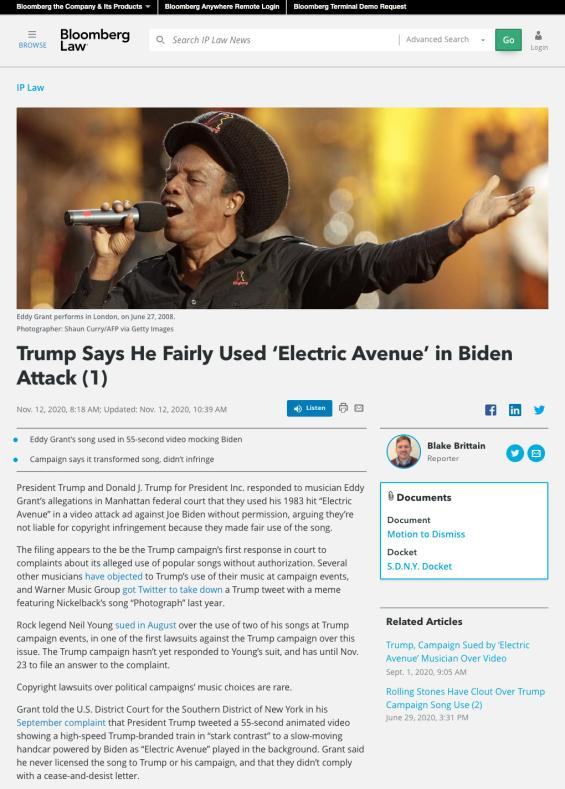 Bloomberg the Company & Its Products
Bloomberg Anywhere Remote Login
Bloomberg Terminal Demo Request
BROWSE
Bloomberg
Law
Search IP Law News
Advanced Search
Go
Login
IP Law
Eddy Grant performs in London, on June 27, 2008.
Photographer: Shaun Curry/AFP via Getty Images
Trump Says He Fairly Used ‘Electric Avenue’ in Biden
Attack (1)
Nov. 12, 2020, 8:18 AM; Updated: Nov. 12, 2020, 10:39 AM
Listen
Eddy Grant’s song used in 55-second video mocking Biden
Campaign says it transformed song, didn’t infringe
President Trump and Donald J. Trump for President Inc. responded to musician Eddy
Grant’s allegations in Manhattan federal court that they used his 1983 hit “Electric
Avenue” in a video attack ad against Joe Biden without permission, arguing they’re
not liable for copyright infringement because they made fair use of the song.
The filing appears to the be the Trump campaign’s first response in court to
complaints about its alleged use of popular songs without authorization. Several
other musicians have objected to Trump’s use of their music at campaign events,
and Warner Music Group got Twitter to take down a Trump tweet with a meme
featuring Nickelback’s song “Photograph” last year.
Rock legend Neil Young sued in August over the use of two of his songs at Trump
campaign events, in one of the first lawsuits against the Trump campaign over this
issue. The Trump campaign hasn’t yet responded to Young’s suit, and has until Nov.
23 to file an answer to the complaint.
Copyright lawsuits over political campaigns’ music choices are rare.
Grant told the U.S. District Court for the Southern District of New York in his
September complaint that President Trump tweeted a 55-second animated video
showing a high-speed Trump-branded train in “stark contrast” to a slow-moving
handcar powered by Biden as “Electric Avenue” played in the background. Grant said
he never licensed the song to Trump or his campaign, and that they didn’t comply
with a cease-and-desist letter.
Blake Brittain
Reporter
Documents
Document
Motion to Dismiss
Docket
S.D.N.Y. Docket
Related Articles
Trump, Campaign Sued by ‘Electric
Avenue’ Musician Over Video
Sept. 1, 2020, 9:05 AM
Rolling Stones Have Clout Over Trump
Campaign Song Use (2)
June 29, 2020, 3:31 PM